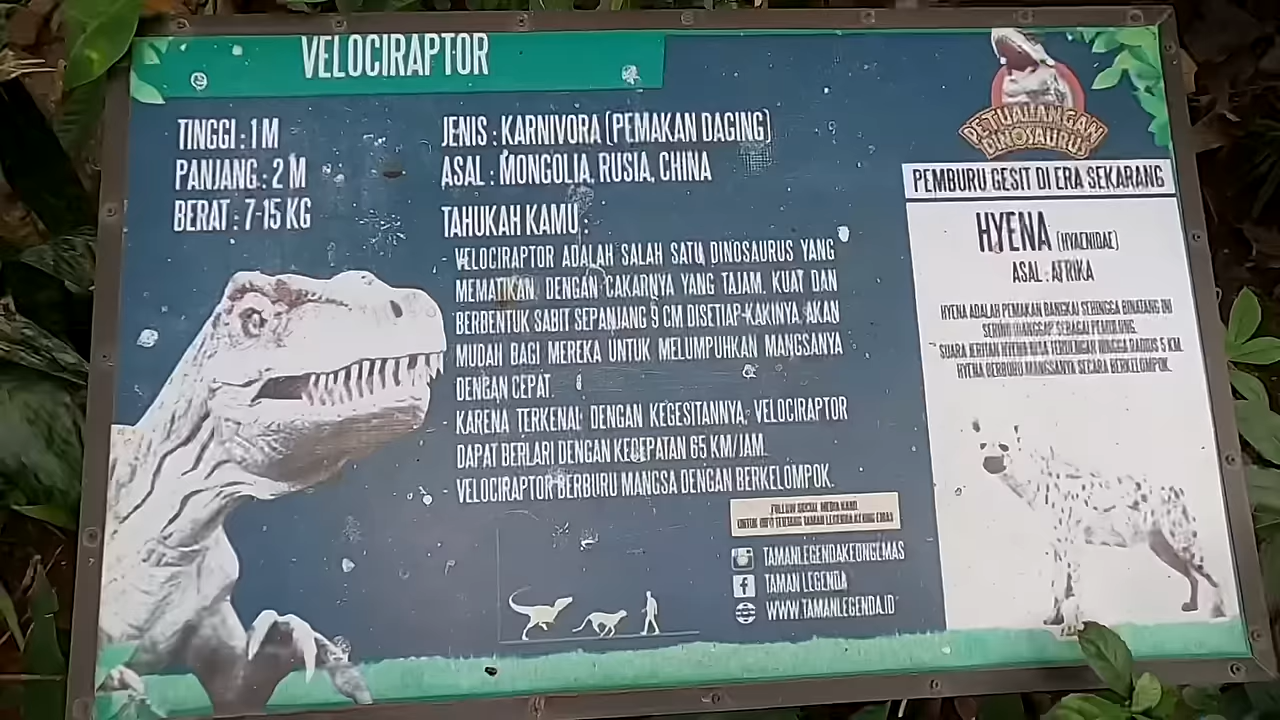 VELOCIRAPTOR
TINGGI : 1 M
PANJANG : 2 M
BERAT : 7-15 KG
JENIS : KARNIVORA (PEMAKAN DAGING)
ASAL : MONGOLIA, RUSIA, CHINA
TAHUKAH KAMU :
- VELOCIRAPTOR ADALAH SALAH SATU DINOSAURUS YANG
MEMATIKAN. DENGAN CAKARNYA YANG TAJAM, KUAT DAN
BERBENTUK SABIT SEPANJANG 9 CM DISETIAP KAKINYA, AKAN
MUDAH BAGI MEREKA UNTUK MELUMPUHKAN MANGSANYA
DENGAN CEPAT.
- KARENA TERKENAL DENGAN KEGESITANNYA, VELOCIRAPTOR
DAPAT BERLARI DENGAN KECEPATAN 65 KM/JAM.
- VELOCIRAPTOR BERBURU MANGSA DENGAN BERKELOMPOK.
FOLLOW SOCIAL MEDIA KAMI
UNTUK INFO TENTANG TAMAN LEGENDA KEONG EMAS
TAMANLEGENDAKEONGEMAS
TAMAN LEGENDA
WWW.TAMANLEGENDA.ID
PETUALANGAN
DINOSAURUS
PEMBURU GESIT DI ERA SEKARANG
HYENA (HYAENIDAE)
ASAL : AFRIKA
HYENA ADALAH PEMAKAN BANGKAI SEHINGGA BINATANG INI
SERING DIANGGAP SEBAGAI PEMULUNG.
SUARA JERITAN HYENA BISA TERDENGAR HINGGA RADIUS 5 KM.
HYENA BERBURU MANGSANYA SECARA BERKELOMPOK.